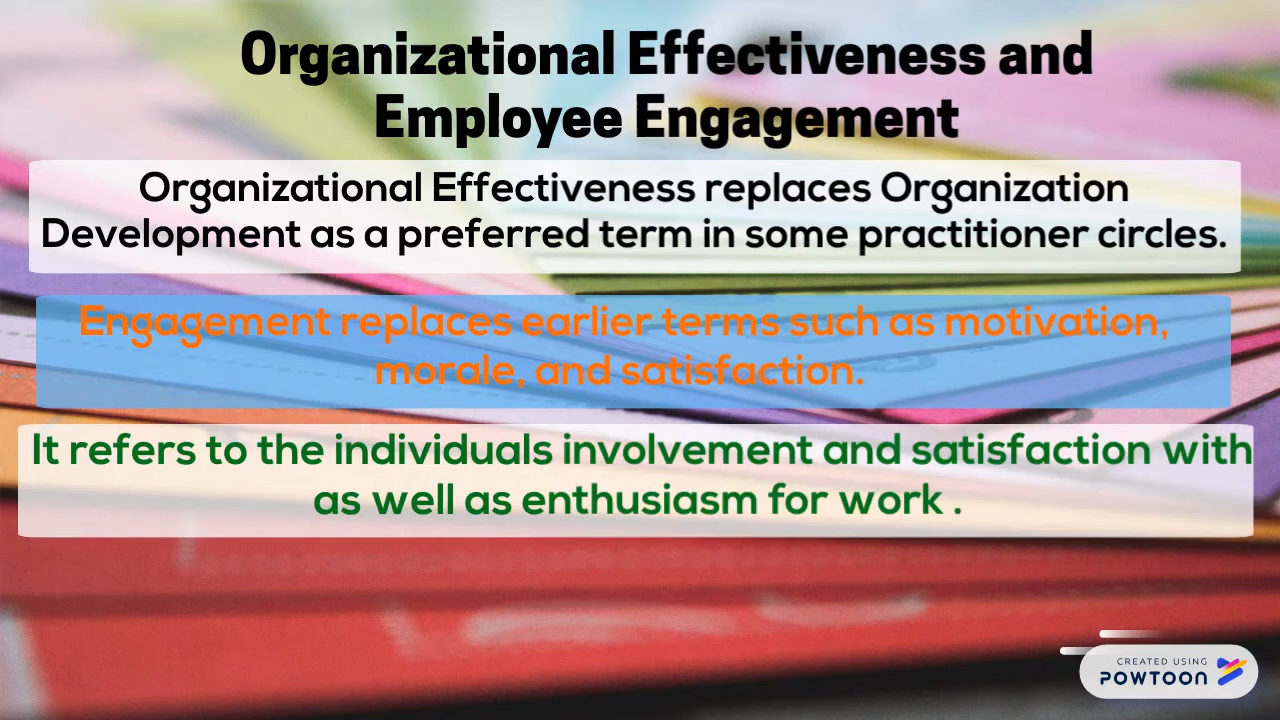 Organizational Effectiveness and
Employee Engagement
Organizational Effectiveness replaces Organization
Development as a preferred term in some practitioner circles.
Engagement replaces earlier terms such as motivation,
morale, and satisfaction.
It refers to the individuals involvement and satisfaction with
as well as enthusiasm for work .
CREATED USING
POWTOON